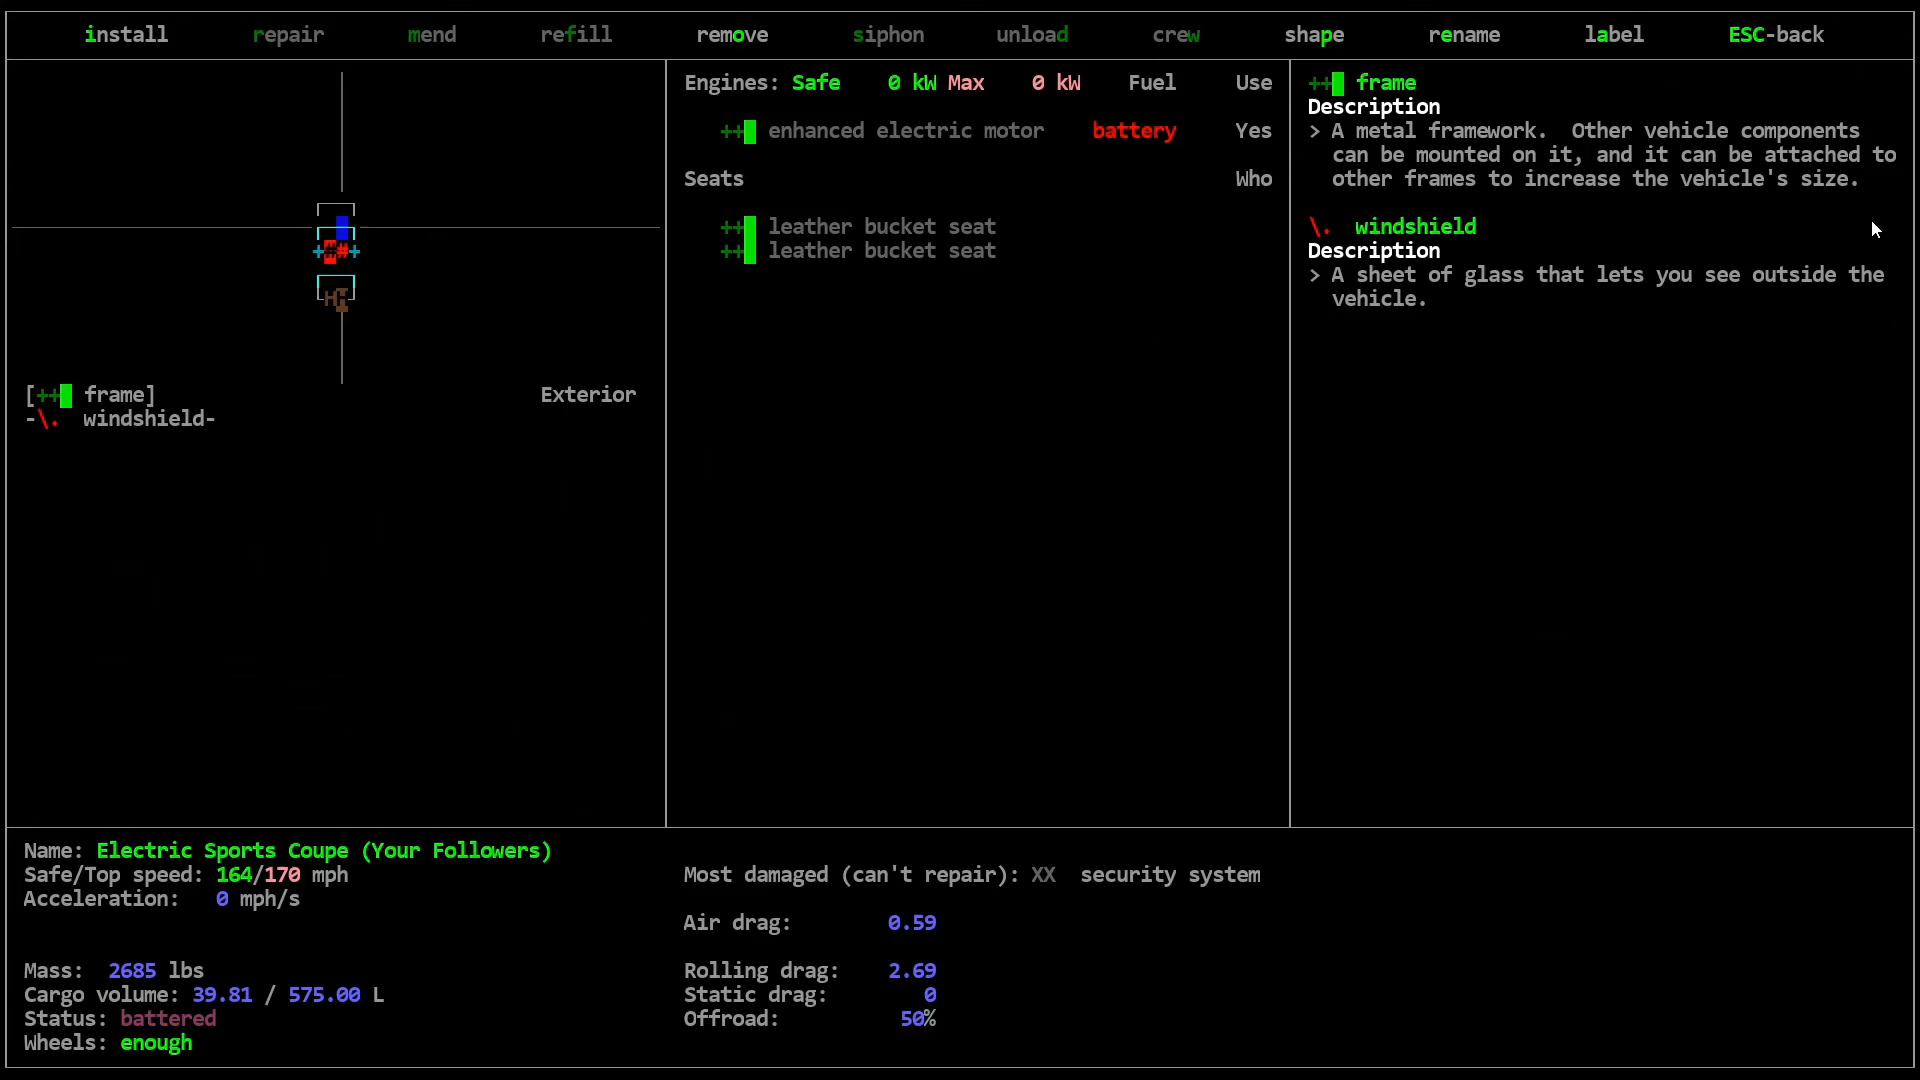 install repair mend refill remove siphon unload crew shape rename label ESC-back
Engines: Safe 0 kW Max 0 kW Fuel Use
++ enhanced electric motor battery Yes
Seats Who
++ leather bucket seat
++ leather bucket seat
++ frame
Description
> A metal framework. Other vehicle components
can be mounted on it, and it can be attached to
other frames to increase the vehicle's size.
\. windshield
Description
> A sheet of glass that lets you see outside the
vehicle.
[++ frame] Exterior
-\. windshield-
Name: Electric Sports Coupe (Your Followers)
Safe/Top speed: 164/170 mph
Acceleration: 0 mph/s
Mass: 2685 lbs
Cargo volume: 39.81 / 575.00 L
Status: battered
Wheels: enough
Most damaged (can't repair): XX security system
Air drag: 0.59
Rolling drag: 2.69
Static drag: 0
Offroad: 50%